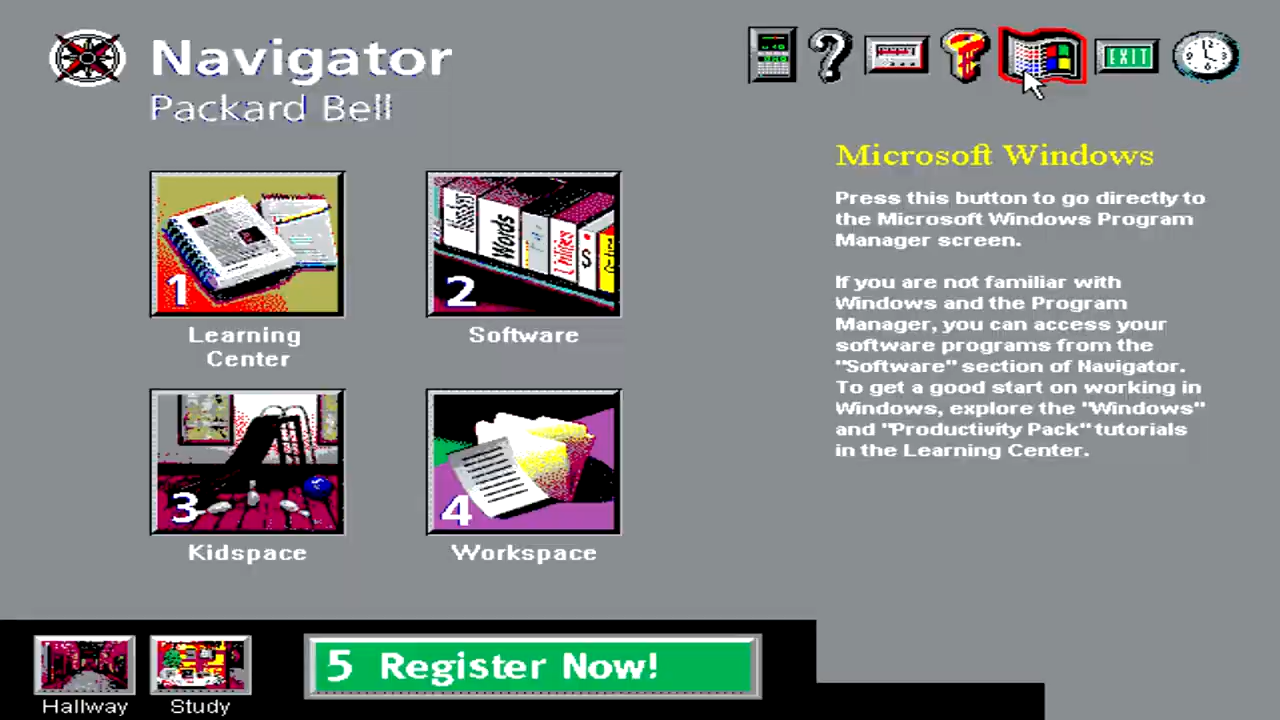 Navigator
Packard Bell
EXIT
Microsoft Windows
Press this button to go directly to
the Microsoft Windows Program
Manager screen.
If you are not familiar with
Windows and the Program
Manager, you can access your
software programs from the
"Software" section of Navigator.
To get a good start on working in
Windows, explore the "Windows"
and "Productivity Pack" tutorials
in the Learning Center.
1
Learning
Center
Words
Utilities
$
2
Software
3
Kidspace
4
Workspace
5 Register Now!
Hallway
Study